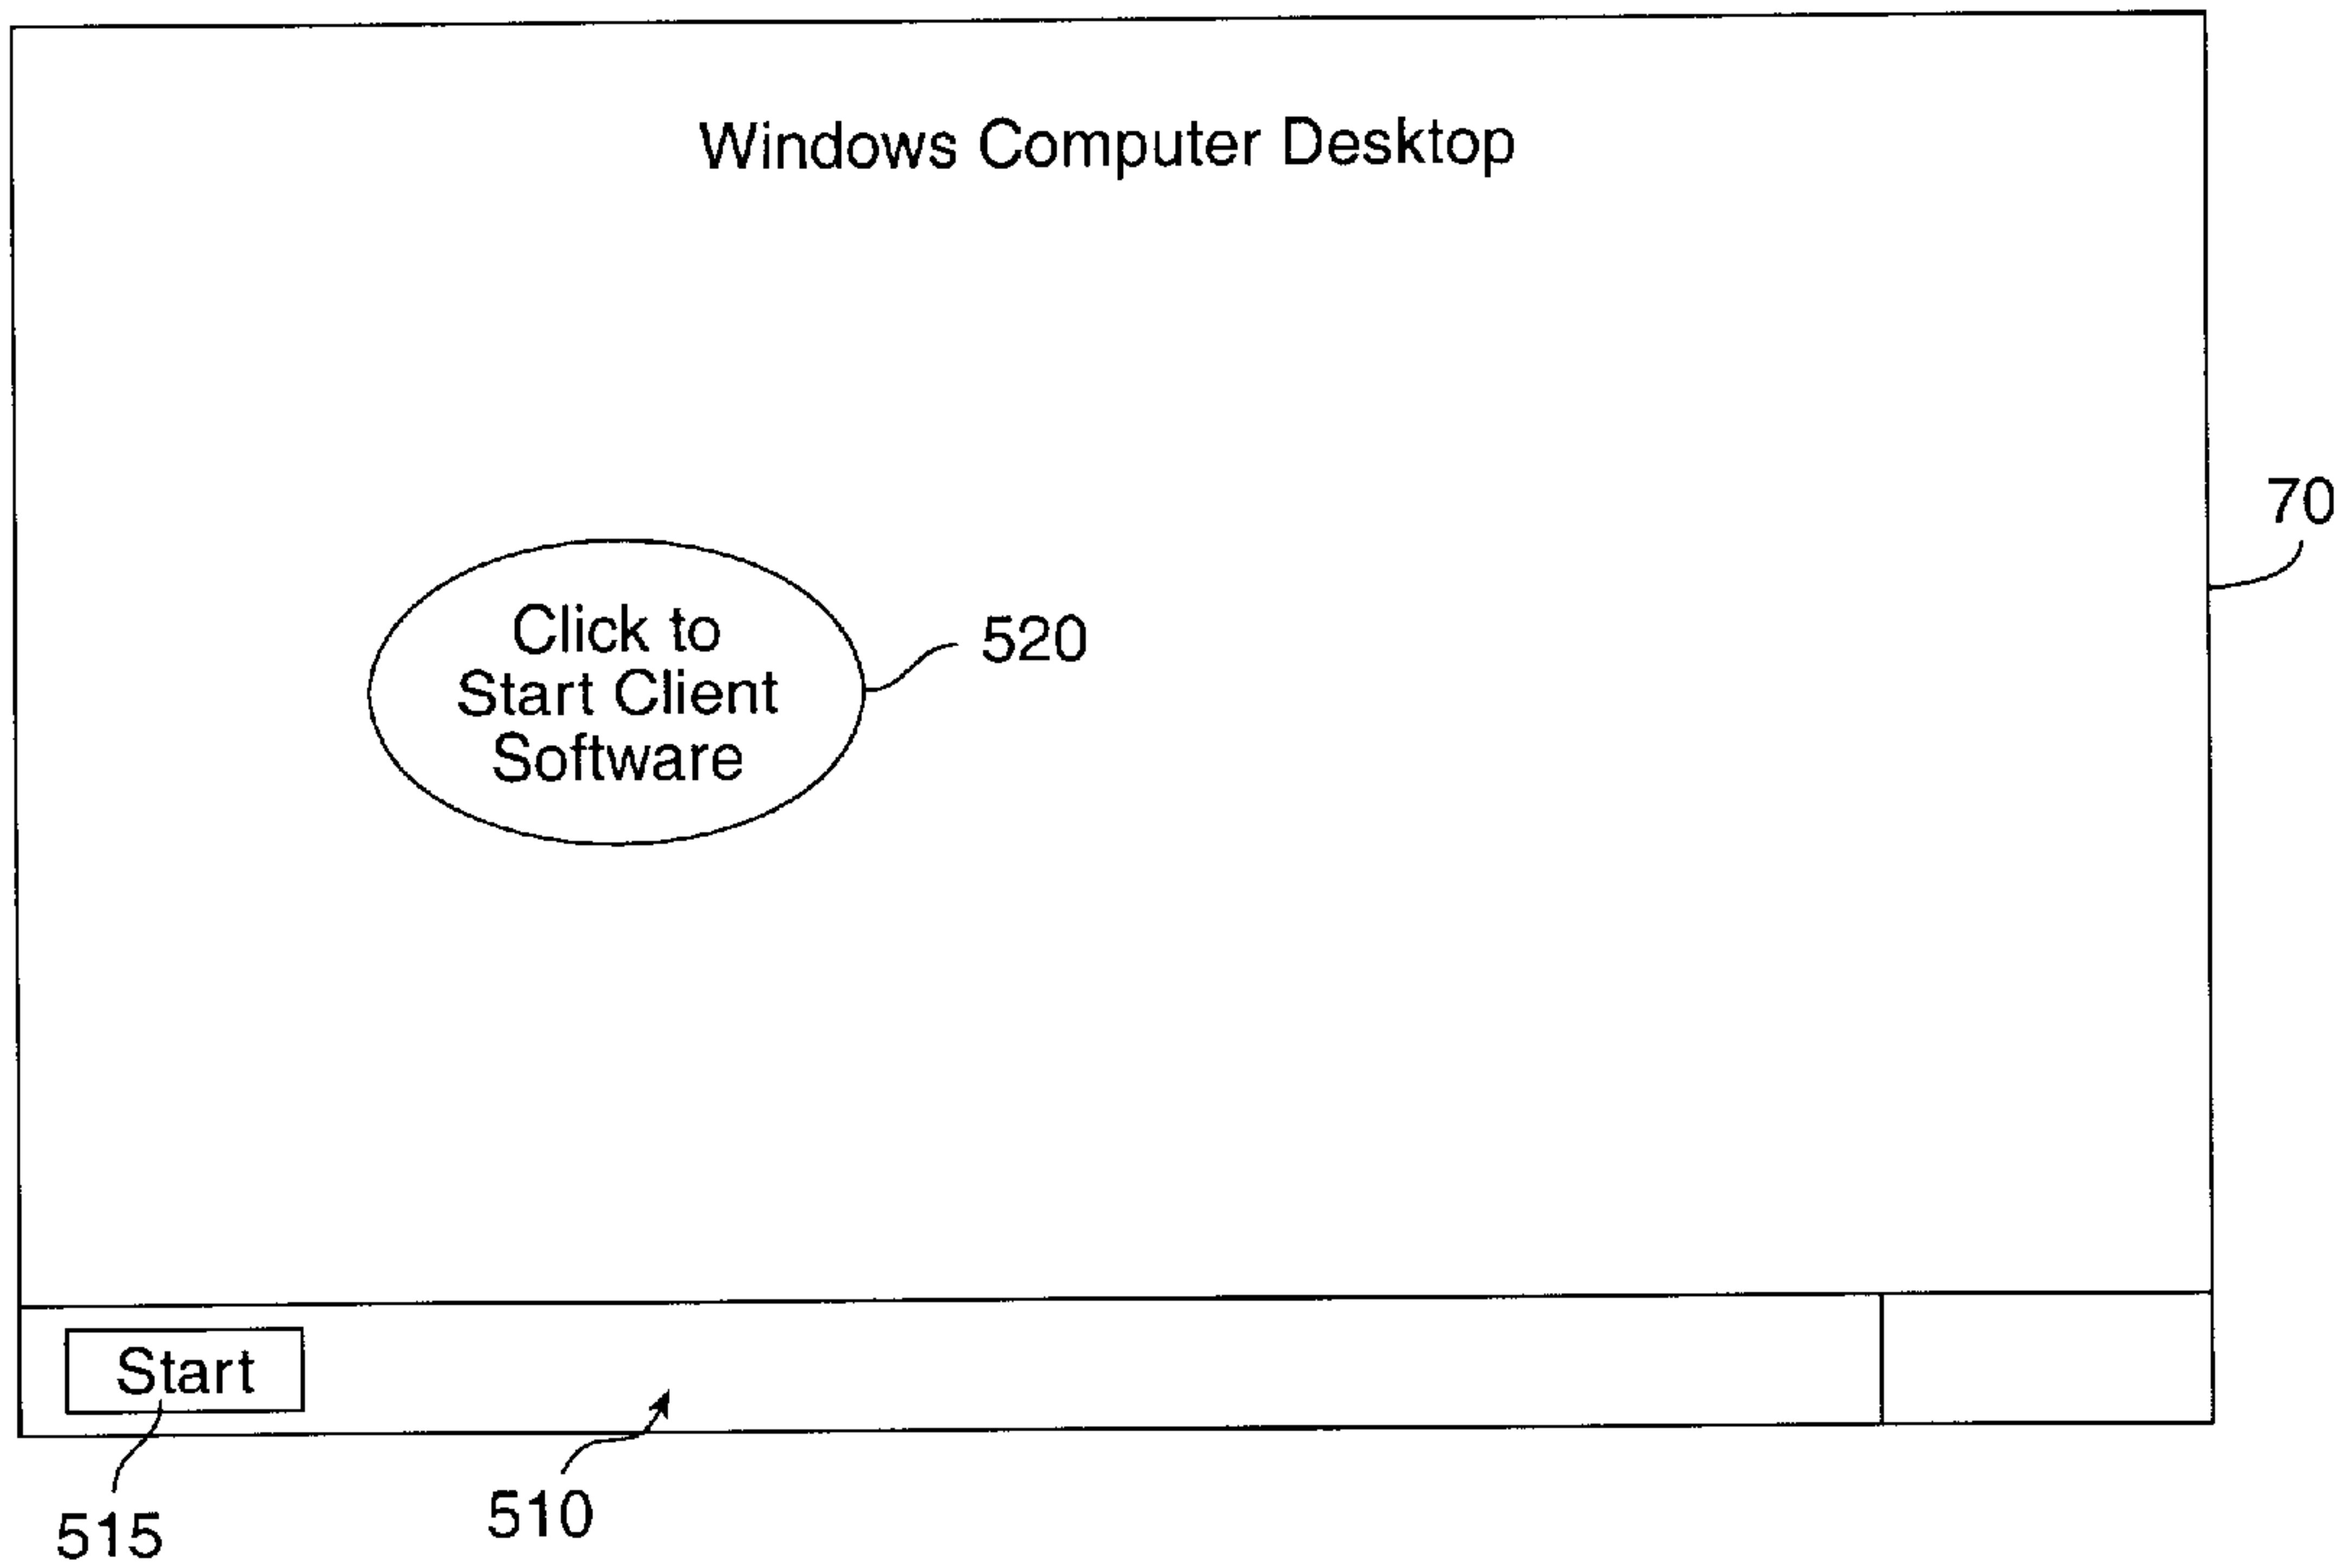 Windows Computer Desktop
70
Click to
Start Client
Software
520
Start
515
510